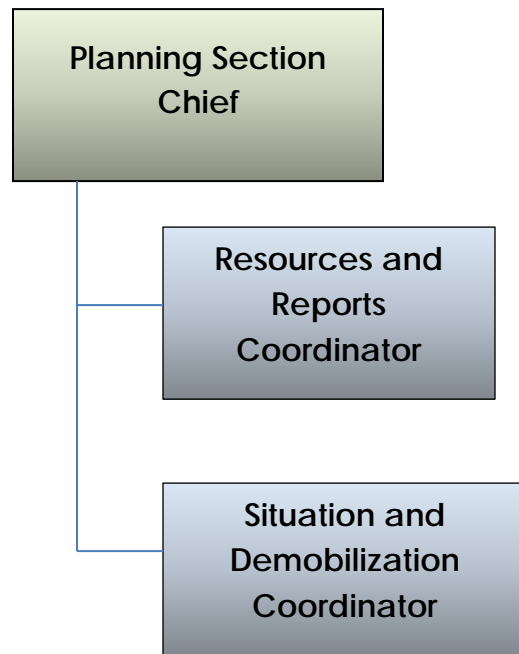 Planning Section
Chief
Resources and
Reports
Coordinator
Situation and
Demobilization
Coordinator